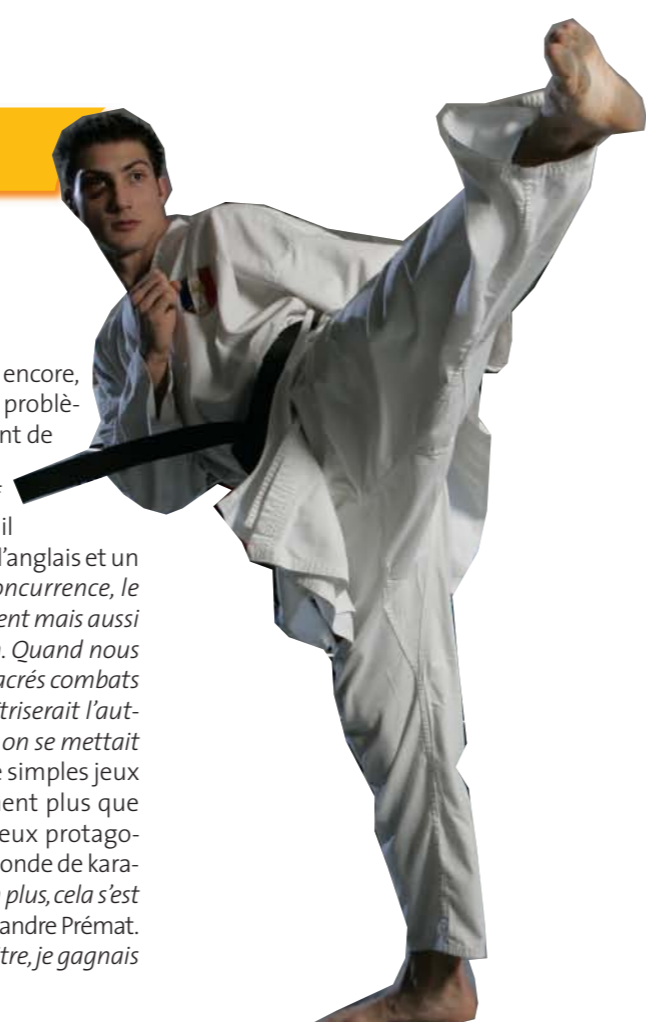 encore,
problè-
nt de
il
l’anglais et un
oncurrence, le
ent mais aussi
. Quand nous
acrés combats
triserait l’aut-
on se mettait
e simples jeux
ment plus que
eux protago-
onde de kara-
plus, cela s’est
andre Prémat.
tre, je gagnais